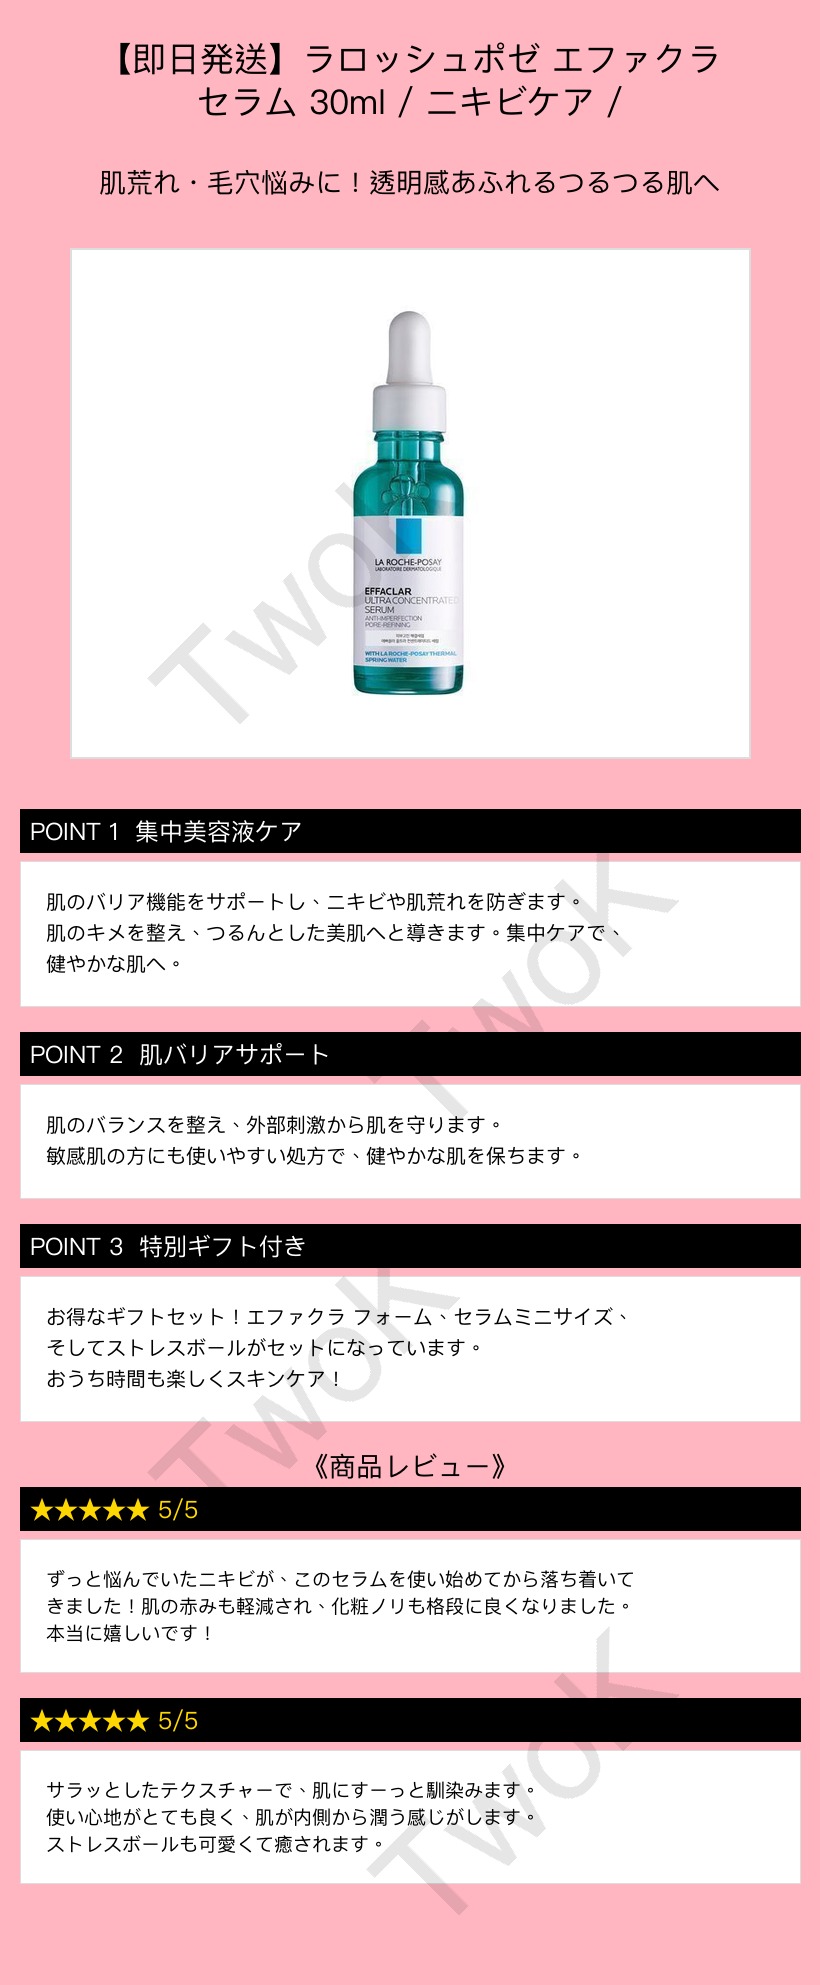 【即日発送】ラロッシュポゼ エファクラ
セラム 30ml / ニキビケア /
肌荒れ・毛穴悩みに！透明感あふれるつるつる肌へ
LA ROCHE-POSAY
LABORATOIRE DERMATOLOGIQUE
EFFACLAR
ULTRA CONCENTRATED
SERUM
ANTI-IMPERFECTION
PORE-REFINING
WITH LA ROCHE-POSAY THERMAL
SPRING WATER
TwoK
POINT 1 集中美容液ケア
肌のバリア機能をサポートし、ニキビや肌荒れを防ぎます。
肌のキメを整え、つるんとした美肌へと導きます。集中ケアで、
健やかな肌へ。
TwoK
POINT 2 肌バリアサポート
肌のバランスを整え、外部刺激から肌を守ります。
敏感肌の方にも使いやすい処方で、健やかな肌を保ちます。
POINT 3 特別ギフト付き
お得なギフトセット！エファクラ フォーム、セラムミニサイズ、
そしてストレスボールがセットになっています。
おうち時間も楽しくスキンケア！
TwoK
《商品レビュー》
★★★★★ 5/5
ずっと悩んでいたニキビが、このセラムを使い始めてから落ち着いて
きました！肌の赤みも軽減され、化粧ノリも格段に良くなりました。
本当に嬉しいです！
★★★★★ 5/5
サラッとしたテクスチャーで、肌にすーっと馴染みます。
使い心地がとても良く、肌が内側から潤う感じがします。
ストレスボールも可愛くて癒されます。
TwoK